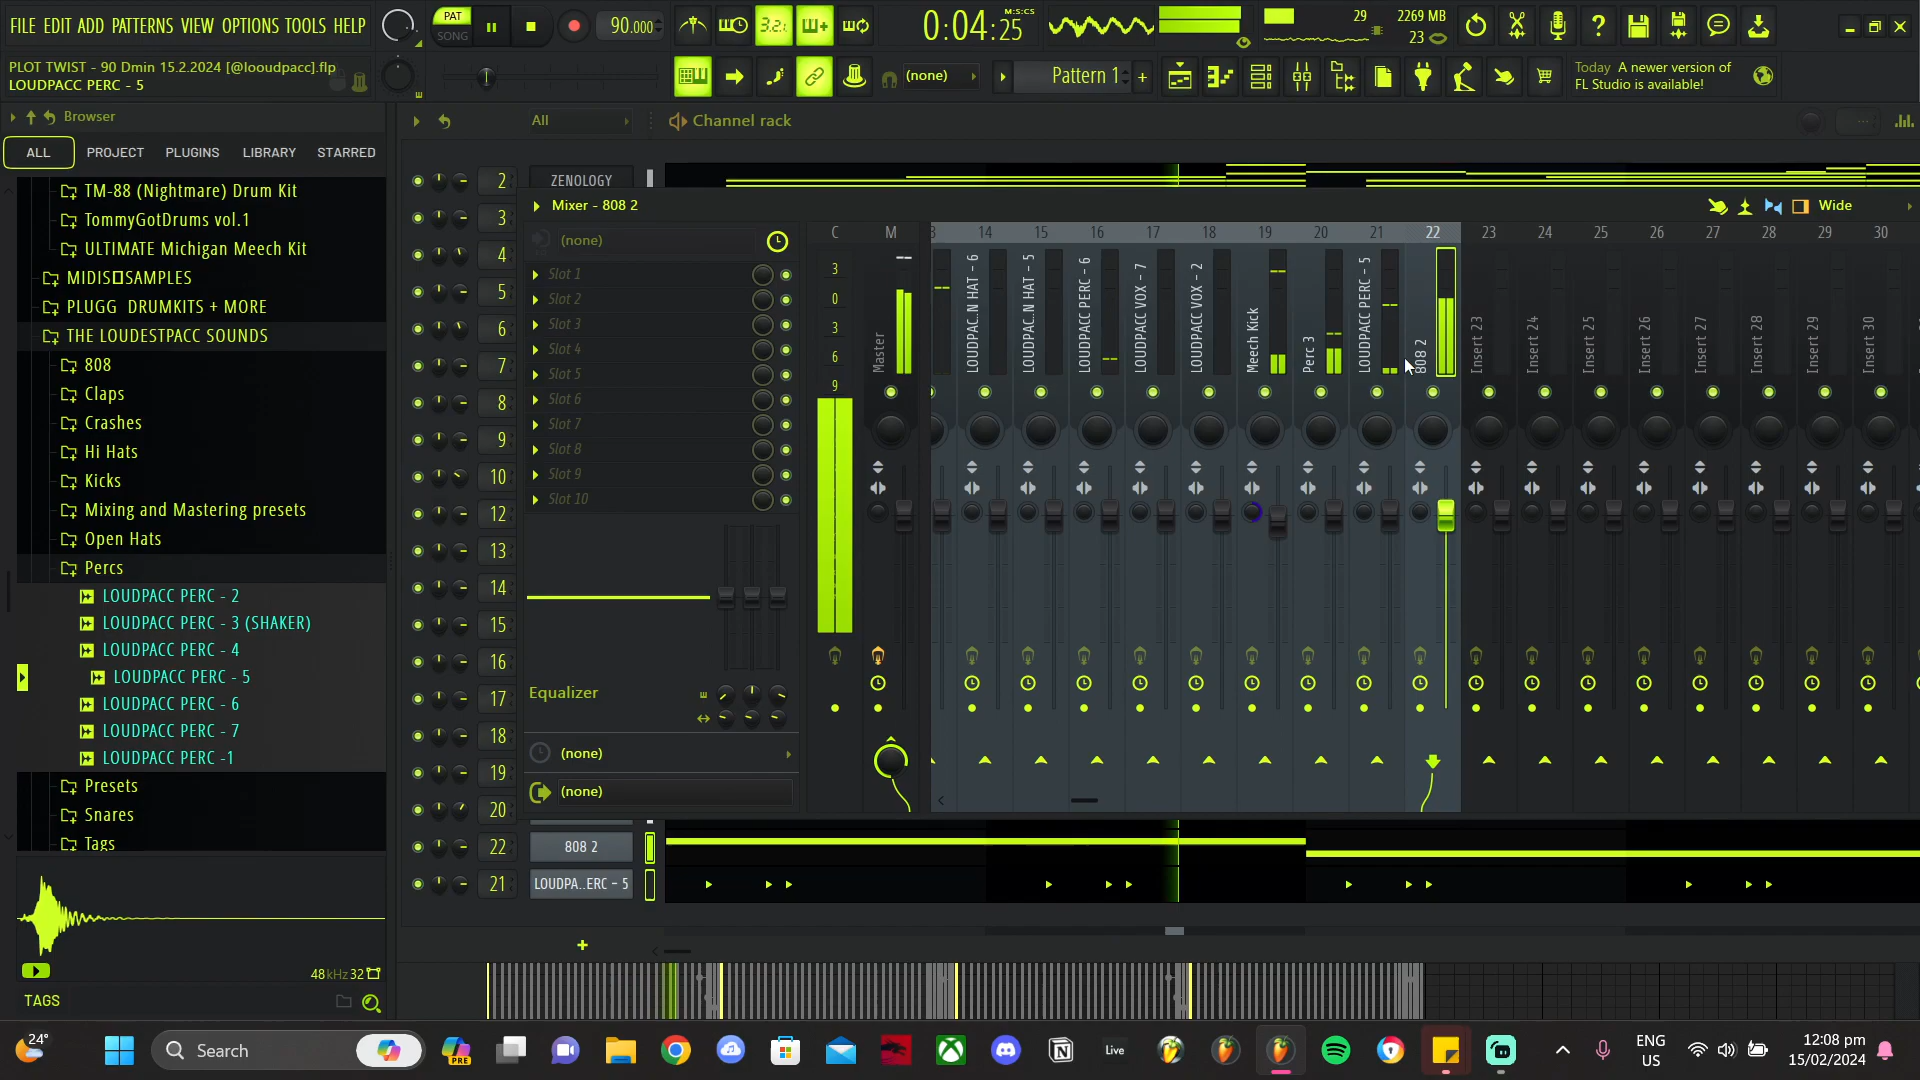 FILE EDIT ADD PATTERNS VIEW OPTIONS TOOLS HELP
PLOT TWIST - 90 Dmin 15.2.2024 [@looudpacc].flp
LOUDPACC PERC - 5
PAT
SONG
90.000
3.2.
0:04:25
M:S:CS
29
2269 MB
23
(none)
Pattern 1
+
Today A newer version of
FL Studio is available!
Browser
ALL
PROJECT
PLUGINS
LIBRARY
STARRED
TM-88 (Nightmare) Drum Kit
TommyGotDrums vol.1
ULTIMATE Michigan Meech Kit
MIDIS▯SAMPLES
PLUGG DRUMKITS + MORE
THE LOUDESTPACC SOUNDS
808
Claps
Crashes
Hi Hats
Kicks
Mixing and Mastering presets
Open Hats
Percs
LOUDPACC PERC - 2
LOUDPACC PERC - 3 (SHAKER)
LOUDPACC PERC - 4
LOUDPACC PERC - 5
LOUDPACC PERC - 6
LOUDPACC PERC - 7
LOUDPACC PERC -1
Presets
Snares
Tags
48kHz 32
TAGS
All
Channel rack
2
3
4
5
6
7
8
9
10
12
13
14
15
16
17
18
19
20
22
21
ZENOLOGY
Mixer - 808 2
Wide
(none)
Slot 1
Slot 2
Slot 3
Slot 4
Slot 5
Slot 6
Slot 7
Slot 8
Slot 9
Slot 10
Equalizer
(none)
(none)
C M 3 14 15 16 17 18 19 20 21 22 23 24 25 26 27 28 29 30
3
0
3
6
9
Master
LOUDPAC.N HAT - 6
LOUDPAC.N HAT - 5
LOUDPACC PERC - 6
LOUDPACC VOX - 7
LOUDPACC VOX - 2
Meech Kick
Perc 3
LOUDPACC PERC - 5
808 2
Insert 23
Insert 24
Insert 25
Insert 26
Insert 27
Insert 28
Insert 29
Insert 30
808 2
LOUDPA..ERC - 5
+
24°
Search
PRE
Live
ENG
US
12:08 pm
15/02/2024